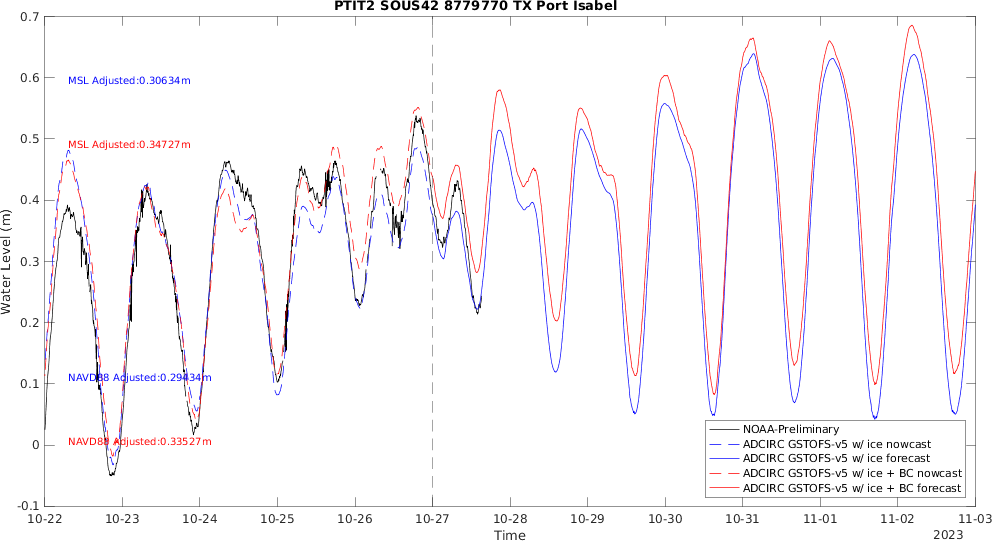 PTIT2 SOUS42 8779770 TX Port Isabel
0.7
0.6
0.5
0.4
0.3
0.2
0.1
0
-0.1
Water Level (m)
MSL Adjusted:0.30634m
MSL Adjusted:0.34727m
NAVD88 Adjusted:0.29434m
NAVD88 Adjusted:0.33527m
NOAA-Preliminary
ADCIRC GSTOFS-v5 w/ ice nowcast
ADCIRC GSTOFS-v5 w/ ice forecast
ADCIRC GSTOFS-v5 w/ ice + BC nowcast
ADCIRC GSTOFS-v5 w/ ice + BC forecast
10-22 10-23 10-24 10-25 10-26 10-27 10-28 10-29 10-30 10-31 11-01 11-02 11-03
Time
2023